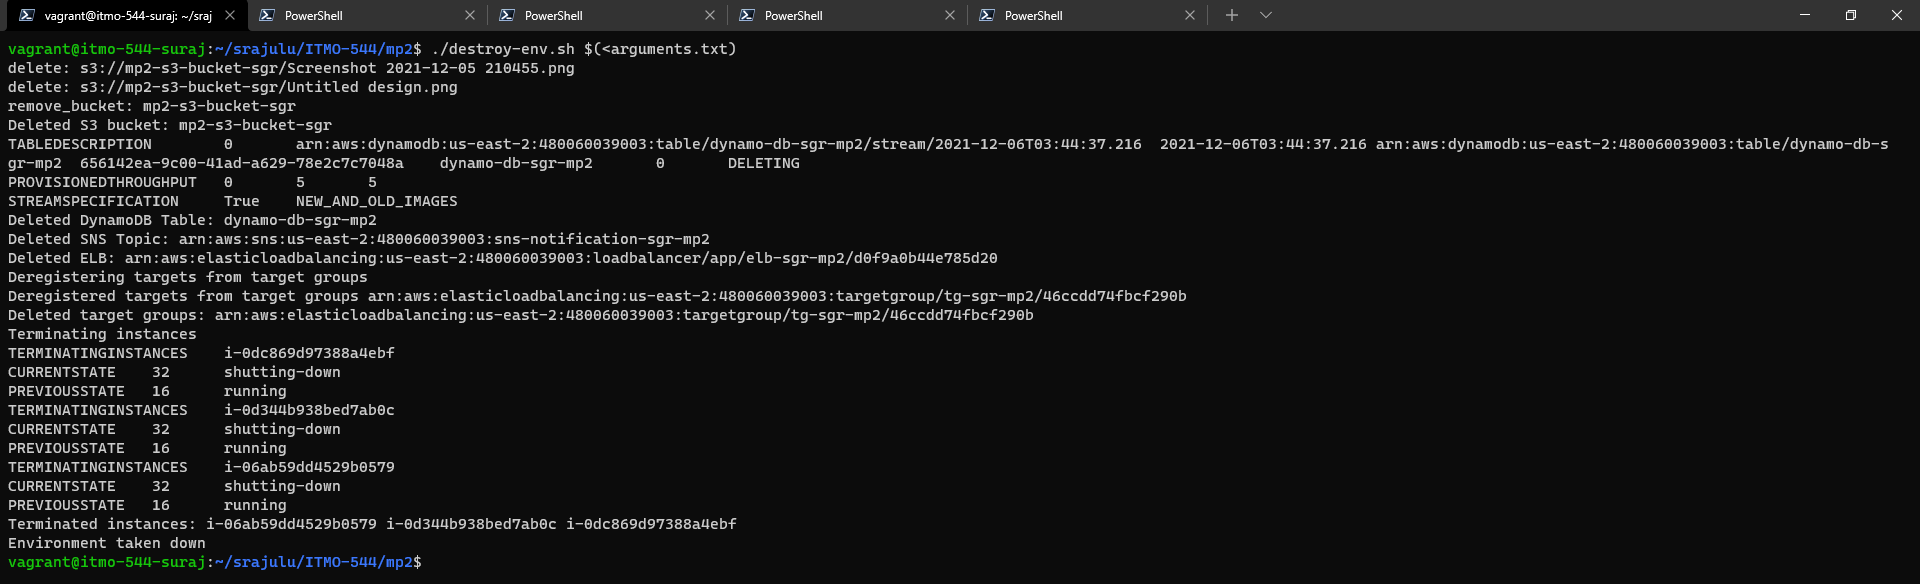 vagrant@itmo-544-suraj: ~/sraj
PowerShell
PowerShell
PowerShell
PowerShell
vagrant@itmo-544-suraj:~/srajulu/ITMO-544/mp2$ ./destroy-env.sh $(<arguments.txt)
delete: s3://mp2-s3-bucket-sgr/Screenshot 2021-12-05 210455.png
delete: s3://mp2-s3-bucket-sgr/Untitled design.png
remove_bucket: mp2-s3-bucket-sgr
Deleted S3 bucket: mp2-s3-bucket-sgr
TABLEDESCRIPTION        0       arn:aws:dynamodb:us-east-2:480060039003:table/dynamo-db-sgr-mp2/stream/2021-12-06T03:44:37.216  2021-12-06T03:44:37.216 arn:aws:dynamodb:us-east-2:480060039003:table/dynamo-db-s
gr-mp2  656142ea-9c00-41ad-a629-78e2c7c7048a    dynamo-db-sgr-mp2       0       DELETING
PROVISIONEDTHROUGHPUT   0       5       5
STREAMSPECIFICATION     True    NEW_AND_OLD_IMAGES
Deleted DynamoDB Table: dynamo-db-sgr-mp2
Deleted SNS Topic: arn:aws:sns:us-east-2:480060039003:sns-notification-sgr-mp2
Deleted ELB: arn:aws:elasticloadbalancing:us-east-2:480060039003:loadbalancer/app/elb-sgr-mp2/d0f9a0b44e785d20
Deregistering targets from target groups
Deregistered targets from target groups arn:aws:elasticloadbalancing:us-east-2:480060039003:targetgroup/tg-sgr-mp2/46ccdd74fbcf290b
Deleted target groups: arn:aws:elasticloadbalancing:us-east-2:480060039003:targetgroup/tg-sgr-mp2/46ccdd74fbcf290b
Terminating instances
TERMINATINGINSTANCES    i-0dc869d97388a4ebf
CURRENTSTATE    32      shutting-down
PREVIOUSSTATE   16      running
TERMINATINGINSTANCES    i-0d344b938bed7ab0c
CURRENTSTATE    32      shutting-down
PREVIOUSSTATE   16      running
TERMINATINGINSTANCES    i-06ab59dd4529b0579
CURRENTSTATE    32      shutting-down
PREVIOUSSTATE   16      running
Terminated instances: i-06ab59dd4529b0579 i-0d344b938bed7ab0c i-0dc869d97388a4ebf
Environment taken down
vagrant@itmo-544-suraj:~/srajulu/ITMO-544/mp2$